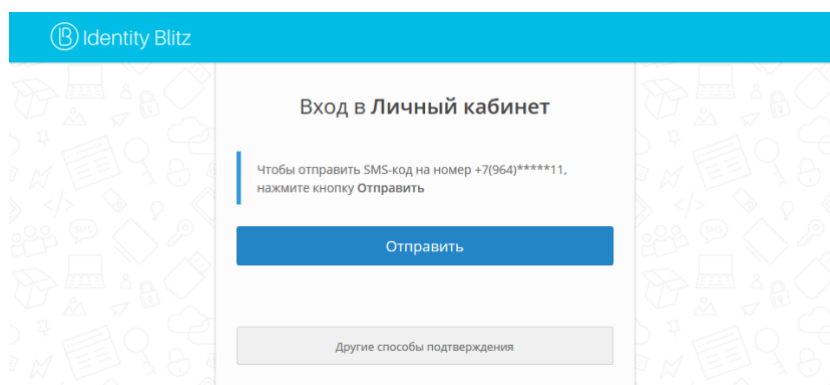 Identity Blitz
Вход в Личный кабинет
Чтобы отправить SMS-код на номер +7(964)*****11,
нажмите кнопку Отправить
Отправить
Другие способы подтверждения